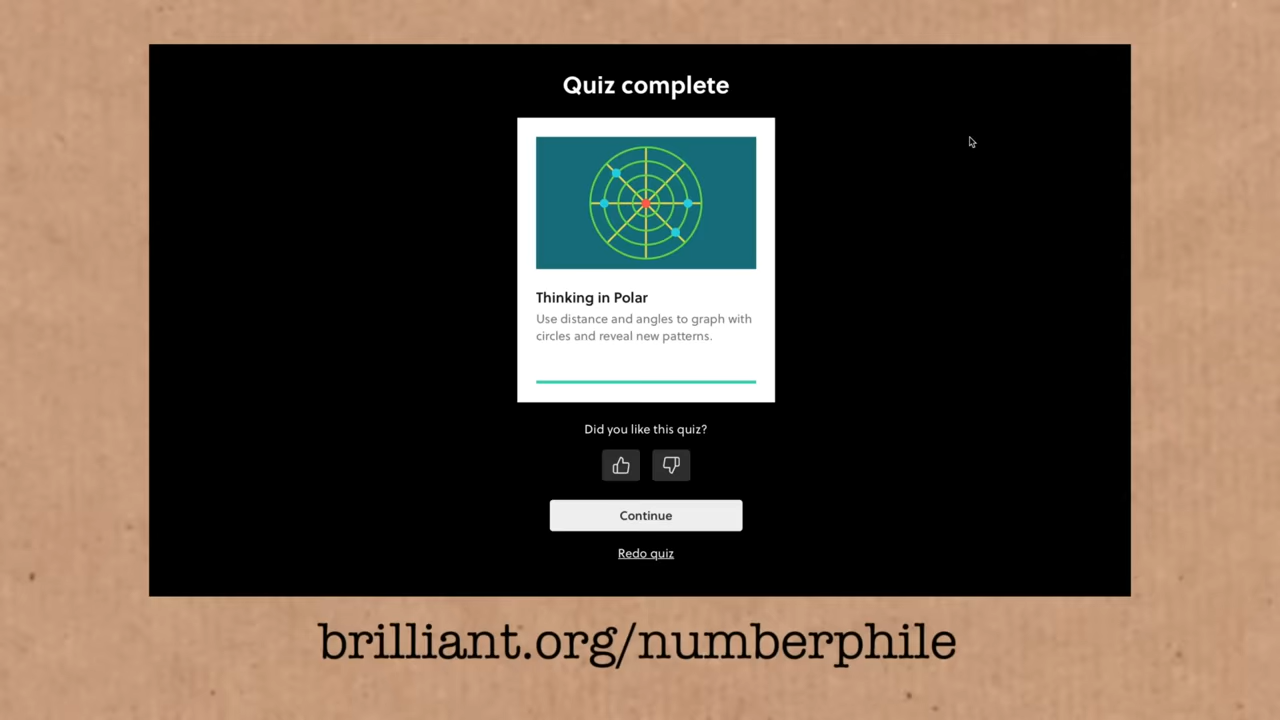 Quiz complete
Thinking in Polar
Use distance and angles to graph with
circles and reveal new patterns.
Did you like this quiz?
Continue
Redo quiz
brilliant.org/numberphile